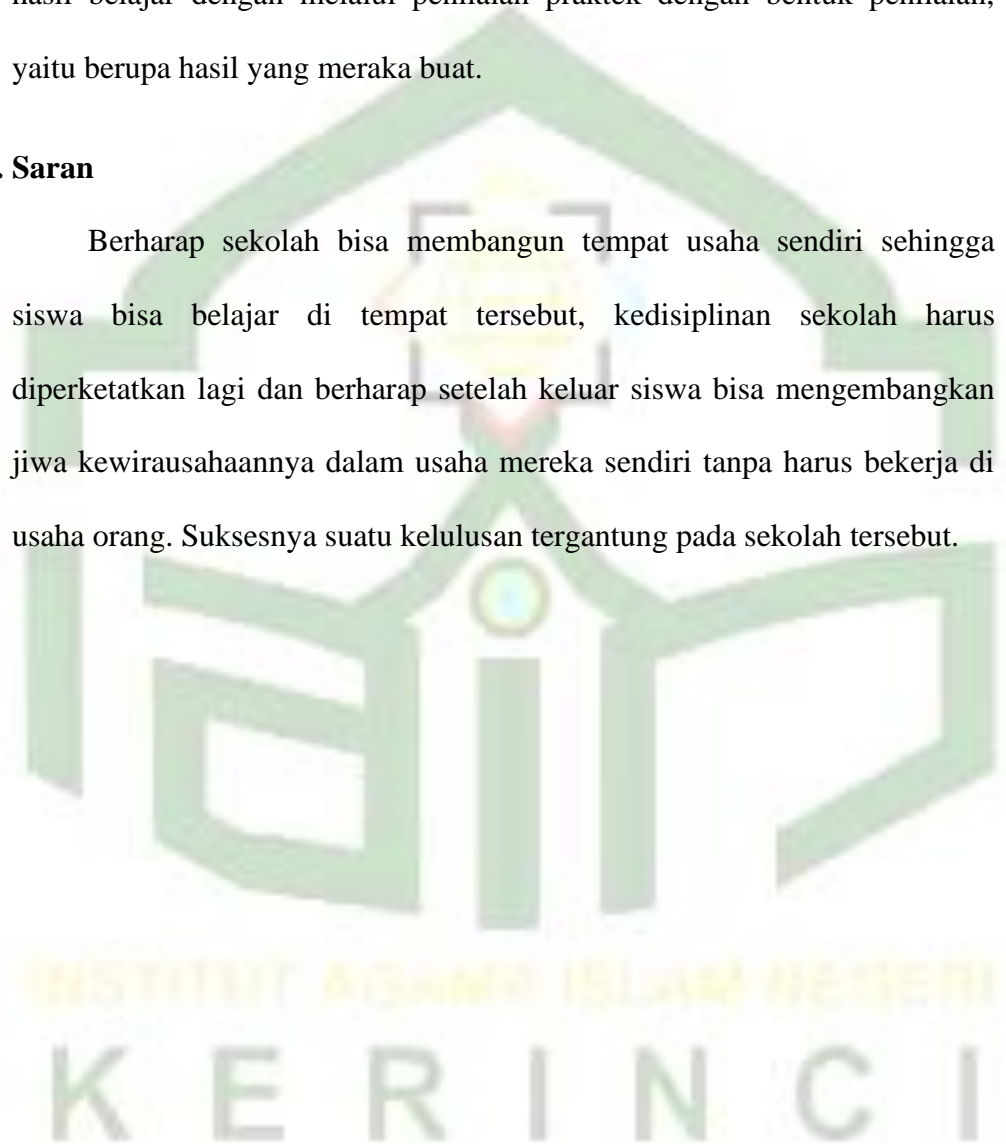 hasil belajar dengan melalui penilaian praktek dengan bentuk penilaian,
yaitu berupa hasil yang meraka buat.
. Saran
Berharap sekolah bisa membangun tempat usaha sendiri sehingga
siswa bisa belajar di tempat tersebut, kedisiplinan sekolah harus
diperketatkan lagi dan berharap setelah keluar siswa bisa mengembangkan
jiwa kewirausahaannya dalam usaha mereka sendiri tanpa harus bekerja di
usaha orang. Suksesnya suatu kelulusan tergantung pada sekolah tersebut.
INSTITUT AGAMA ISLAM NEGERI
KERINCI